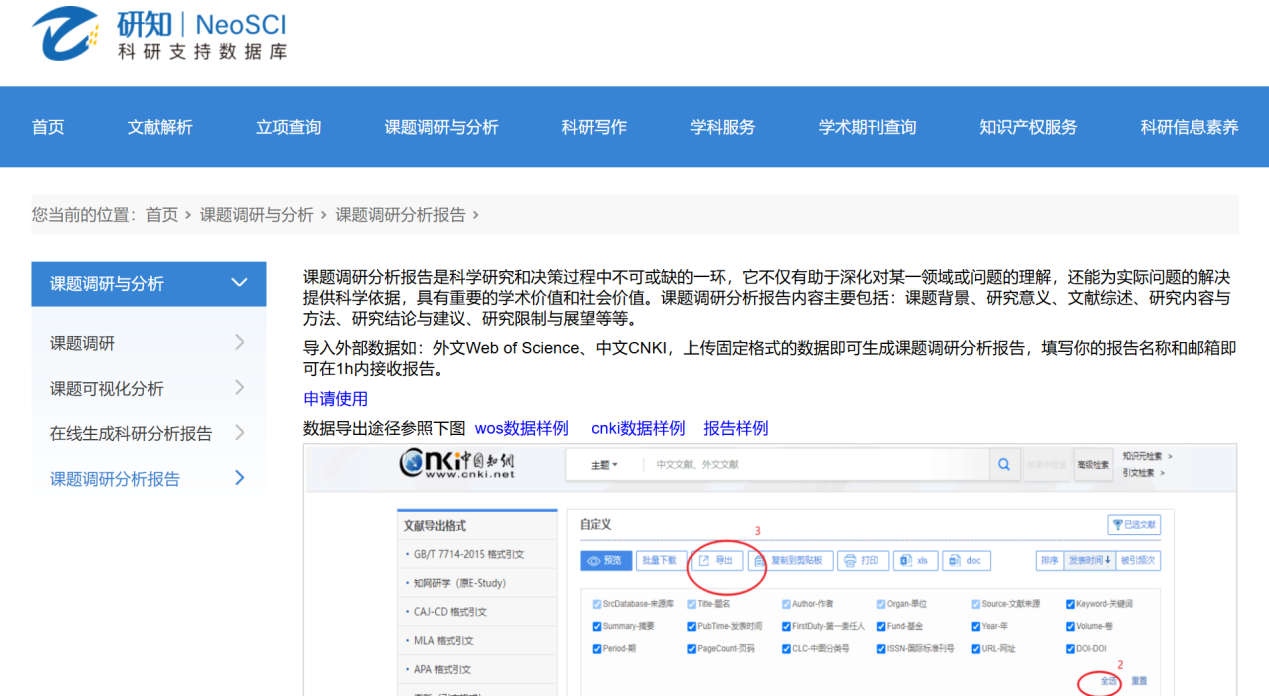 研知 | NeoSCI
科研支持数据库
首页 文献解析 立项查询 课题调研与分析 科研写作 学科服务 学术期刊查询 知识产权服务 科研信息素养
您当前的位置：首页 > 课题调研与分析 > 课题调研分析报告 >
课题调研与分析
课题调研
课题可视化分析
在线生成科研分析报告
课题调研分析报告
课题调研分析报告是科学研究和决策过程中不可或缺的一环，它不仅有助于深化对某一领域或问题的理解，还能为实际问题的解决
提供科学依据，具有重要的学术价值和社会价值。课题调研分析报告内容主要包括：课题背景、研究意义、文献综述、研究内容与
方法、研究结论与建议、研究限制与展望等等。
导入外部数据如：外文Web of Science、中文CNKI，上传固定格式的数据即可生成课题调研分析报告，填写你的报告名称和邮箱即
可在1h内接收报告。
申请使用
数据导出途径参照下图 wos数据样例 cnki数据样例 报告样例
cnki中国知网
www.cnki.net
主题 中文文献、外文文献 结果中检索 高级检索
知识元检索 >
引文检索 >
文献导出格式
· GB/T 7714-2015 格式引文
· 知网研学（原E-Study)
· CAJ-CD 格式引文
· MLA 格式引文
· APA 格式引文
自定义 已选文献
3
预览 批量下载 导出 复制到剪贴板 打印 xls doc 排序 发表时间↓ 被引频次
SrcDatabase-来源库 Title-题名 Author-作者 Organ-单位 Source-文献来源 Keyword-关键词
Summary-摘要 PubTime-发表时间 FirstDuty-第一责任人 Fund-基金 Year-年 Volume-卷
Period-期 PageCount-页码 CLC-中图分类号 ISSN-国际标准刊号 URL-网址 DOI-DOI
2
全选 重置